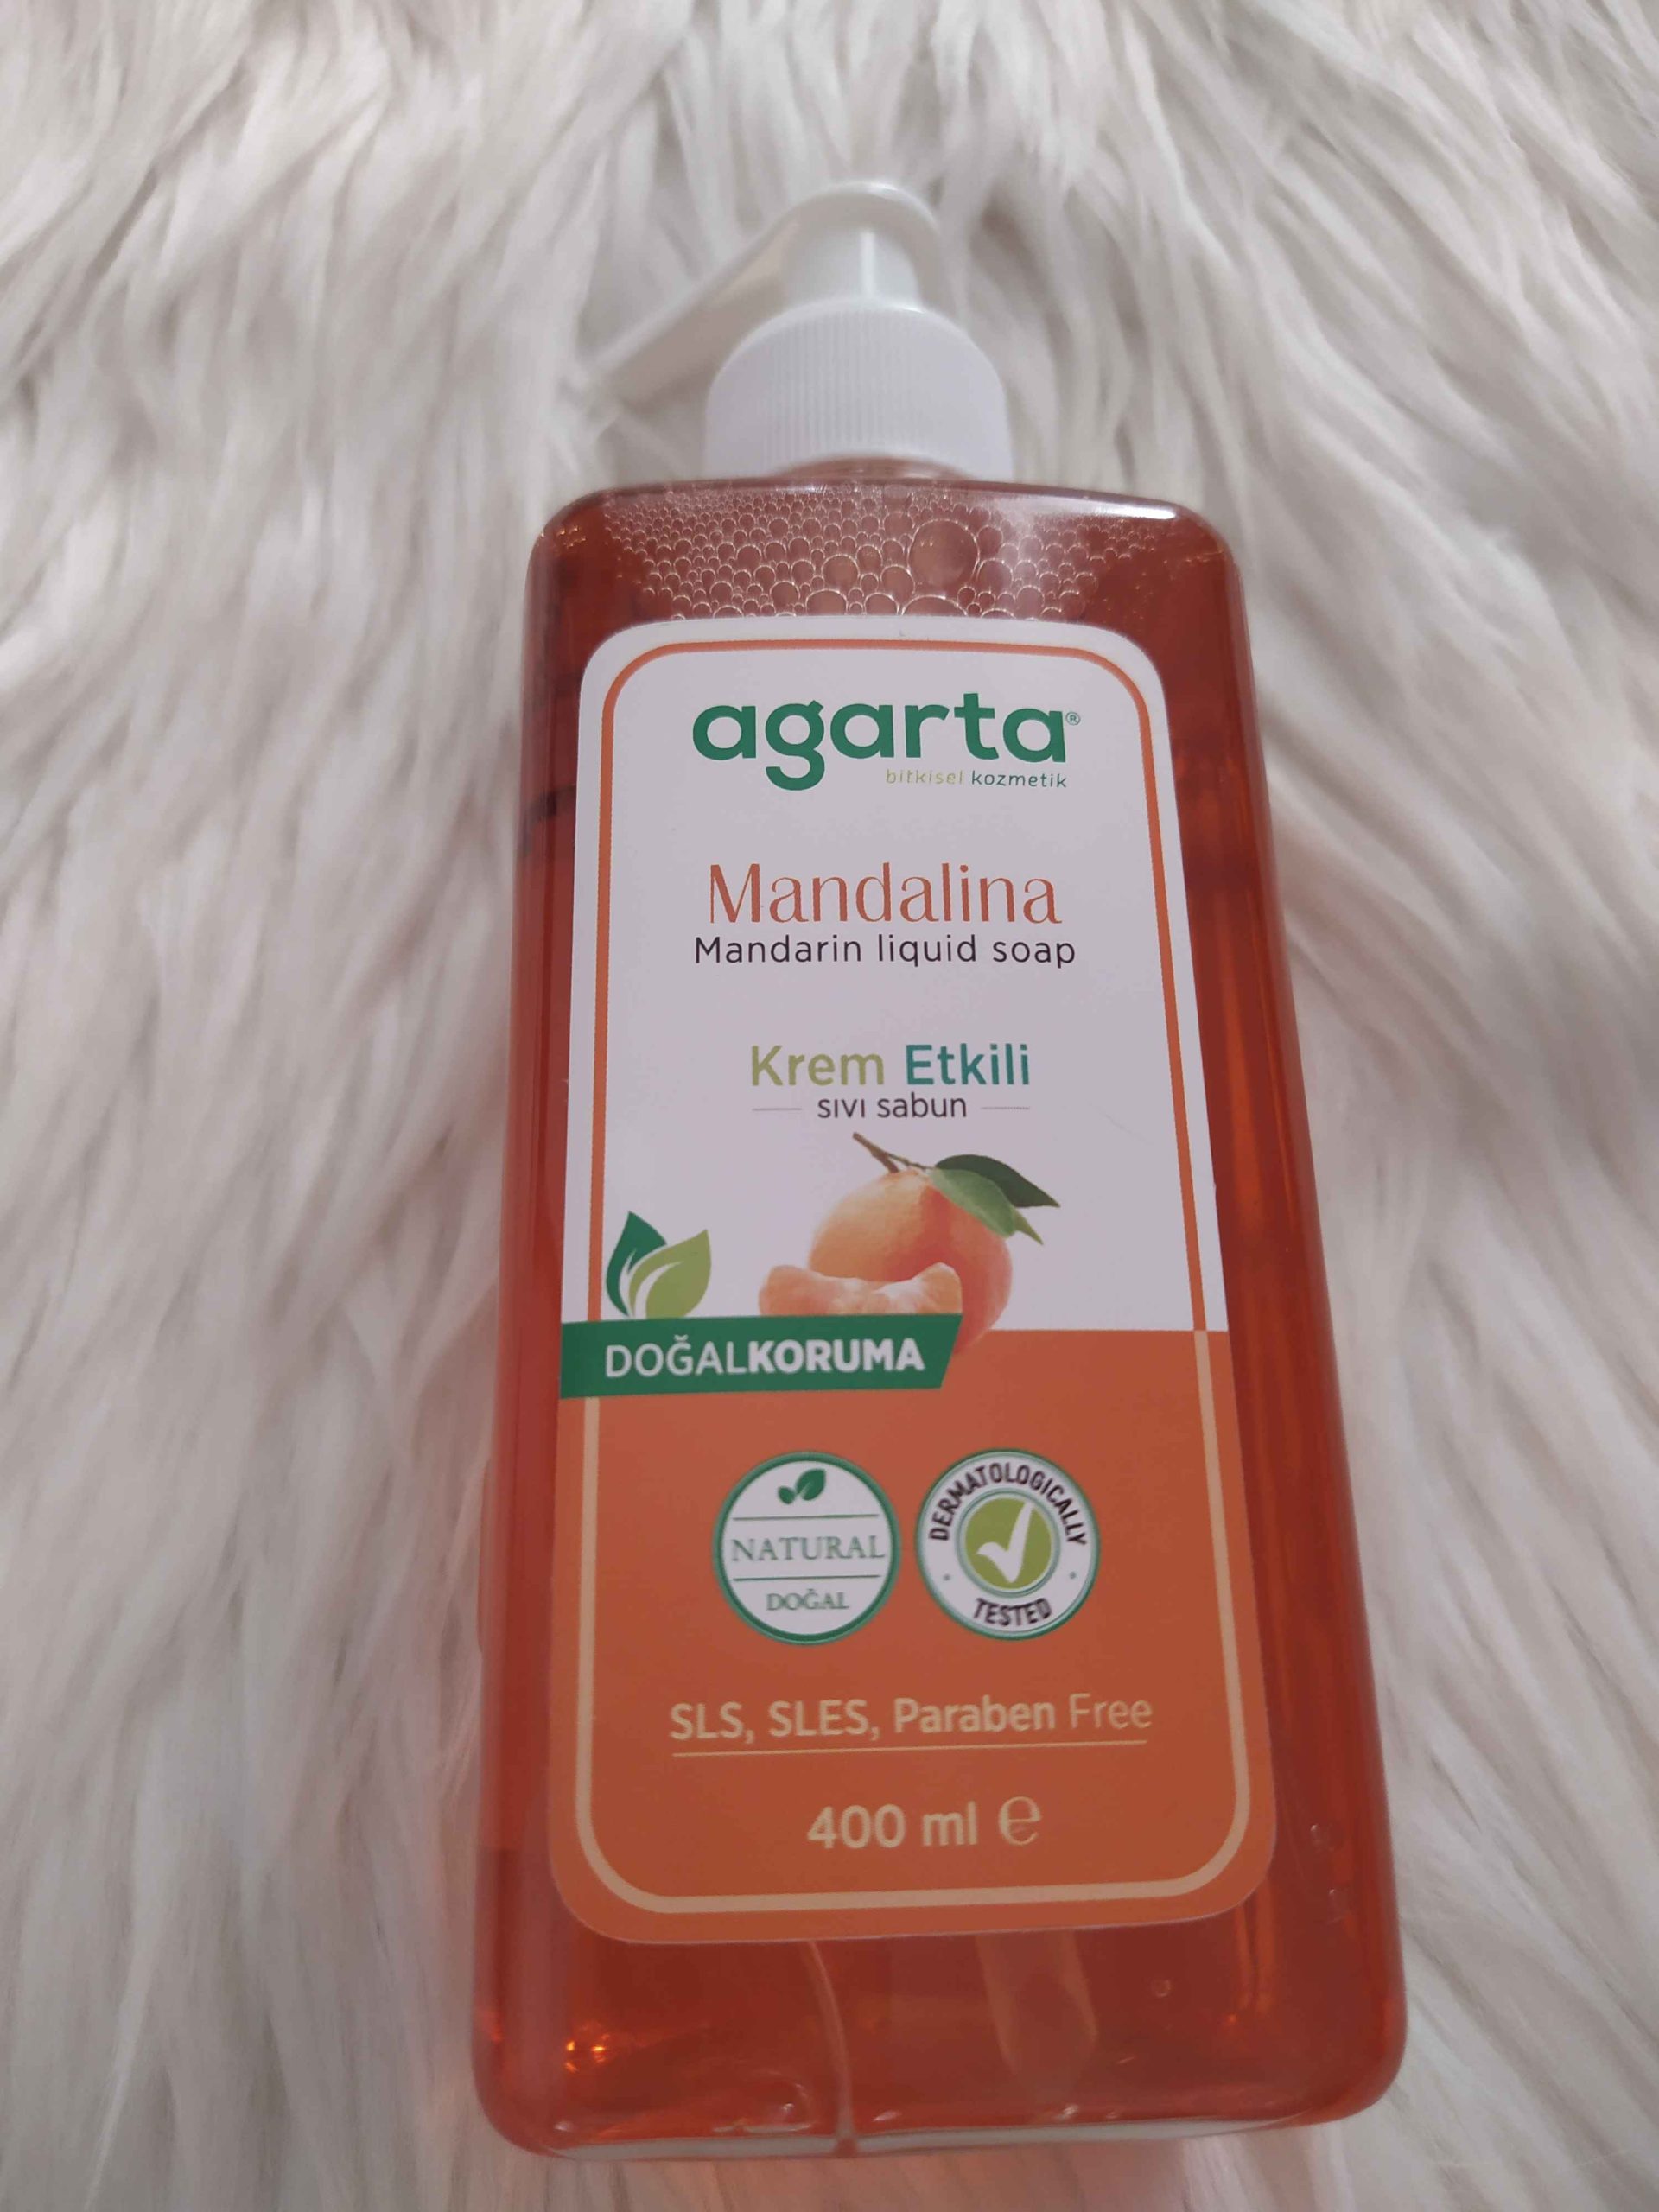 agarta®
bitkisel kozmetik
Mandalina
Mandarin liquid soap
Krem Etkili
sıvı sabun
DOĞALKORUMA
NATURAL
DOĞAL
DERMATOLOGICALLY
TESTED
SLS, SLES, Paraben Free
400 ml ℮